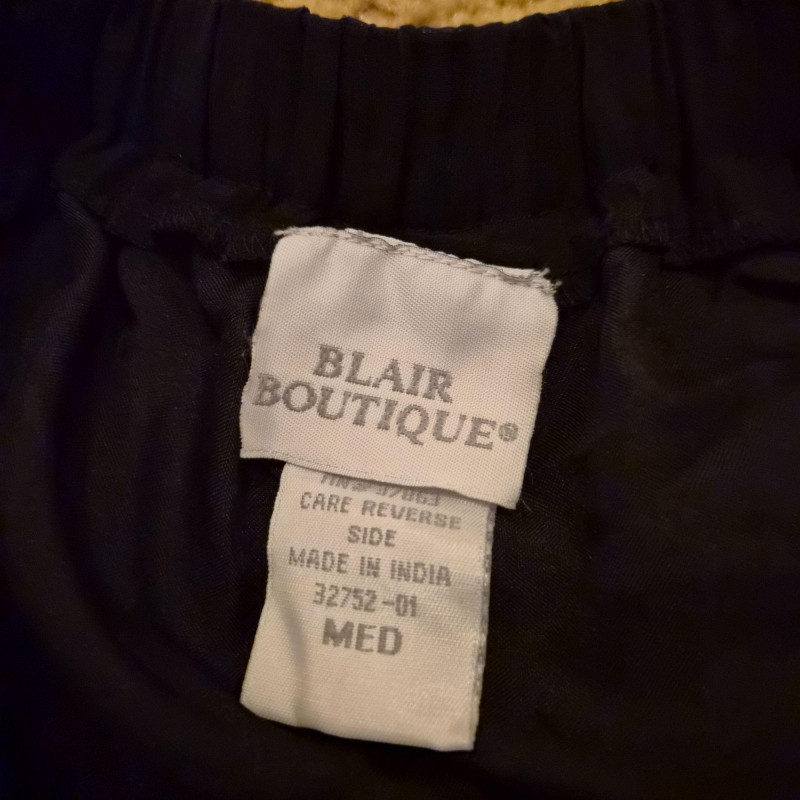 BLAIR
BOUTIQUE®
CARE REVERSE
SIDE
MADE IN INDIA
32752-01
MED